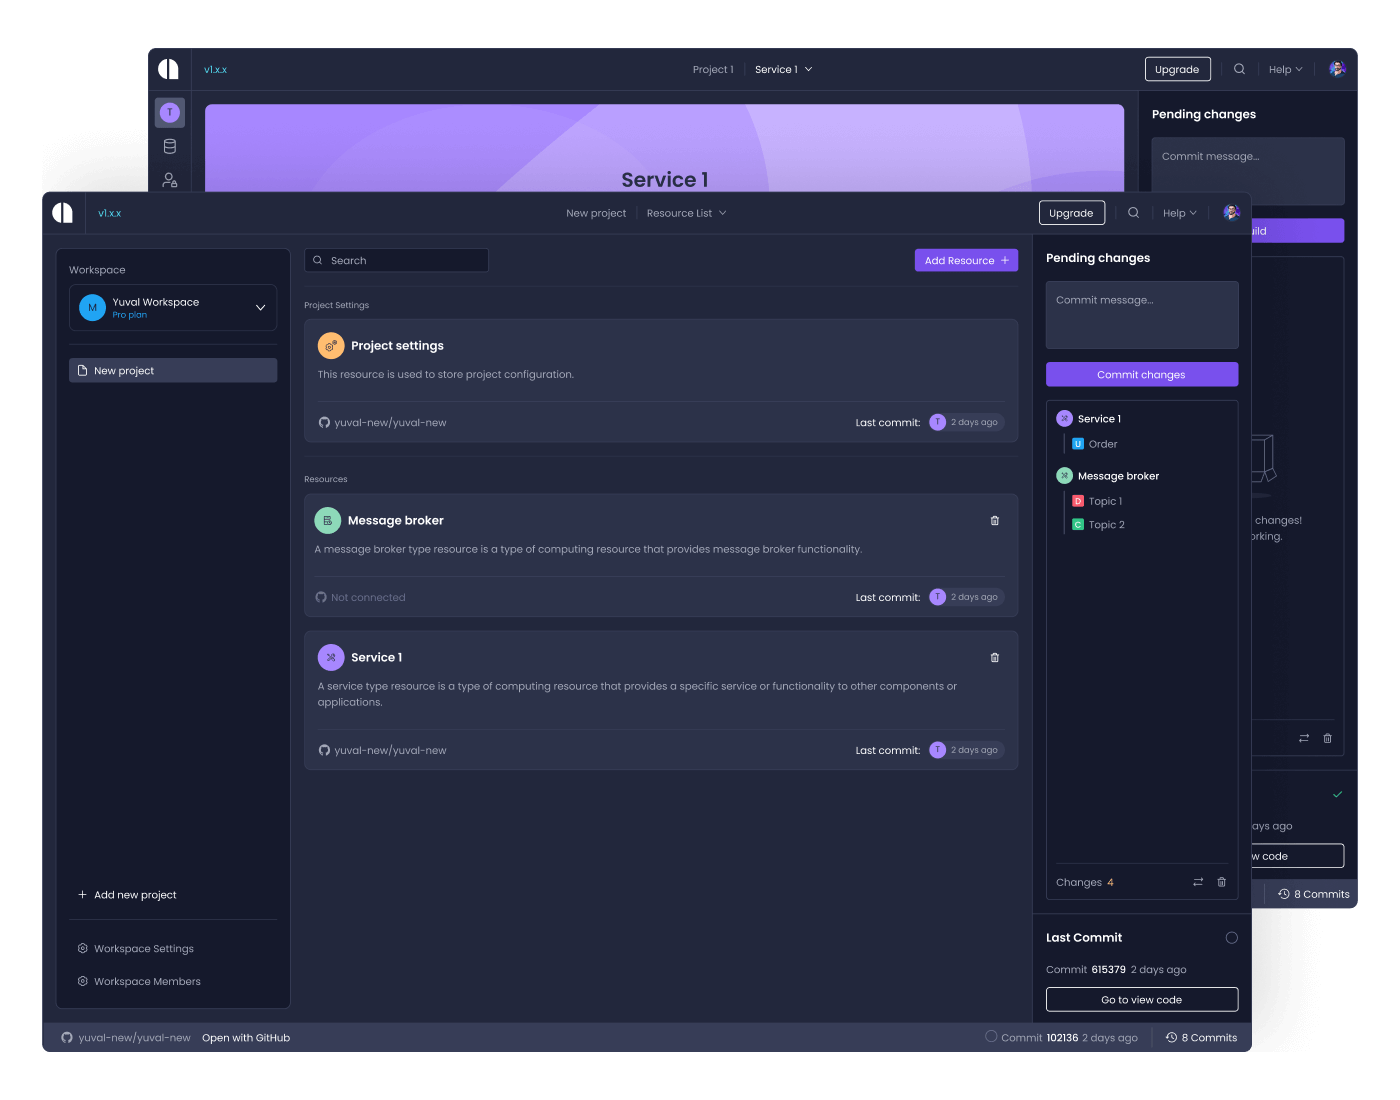 v1.x.x
Project 1
Service 1
Upgrade
Help
T
Pending changes
Commit message...
Service 1
changes!
ays ago
w code
8 Commits
v1.x.x
New project
Resource List
Upgrade
Help
Workspace
M
Yuval Workspace
Pro plan
New project
Add new project
Workspace Settings
Workspace Members
Search
Add Resource +
Project Settings
Project settings
This resource is used to store project configuration.
yuval-new/yuval-new
Last commit: T 2 days ago
Resources
Message broker
A message broker type resource is a type of computing resource that provides message broker functionality.
Not connected
Last commit: T 2 days ago
Service 1
A service type resource is a type of computing resource that provides a specific service or functionality to other components or
applications.
yuval-new/yuval-new
Last commit: T 2 days ago
Pending changes
Commit message...
Commit changes
Service 1
U Order
Message broker
D Topic 1
C Topic 2
Changes 4
Last Commit
Commit 615379 2 days ago
Go to view code
yuval-new/yuval-new
Open with GitHub
Commit 102136 2 days ago
8 Commits